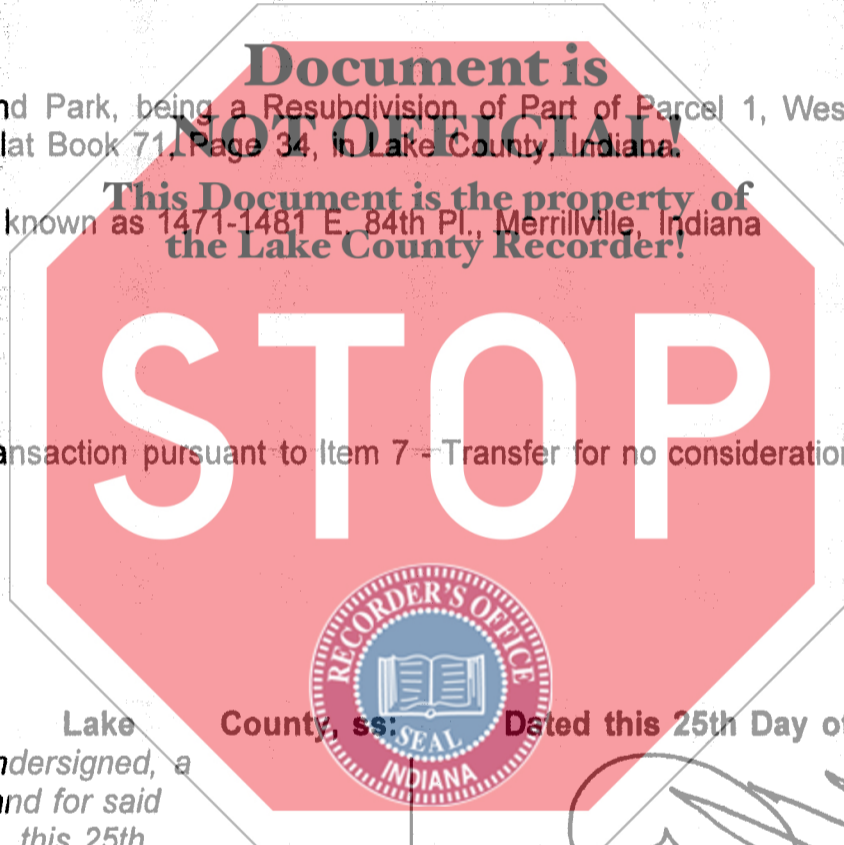 Document is
nd Park, being a Resubdivision of Part of Parcel 1, Wes
NOT OFFICIAL!
lat Book 71, Page 34, in Lake County, Indiana.
This Document is the property of
known as 1471-1481 E. 84th Pl., Merrillville, Indiana
the Lake County Recorder!
STOP
ansaction pursuant to Item 7 - Transfer for no consideration
RECORDER'S OFFICE
SEAL
INDIANA
Lake County, ss: Dated this 25th Day of
ndersigned, a
and for said
this 25th